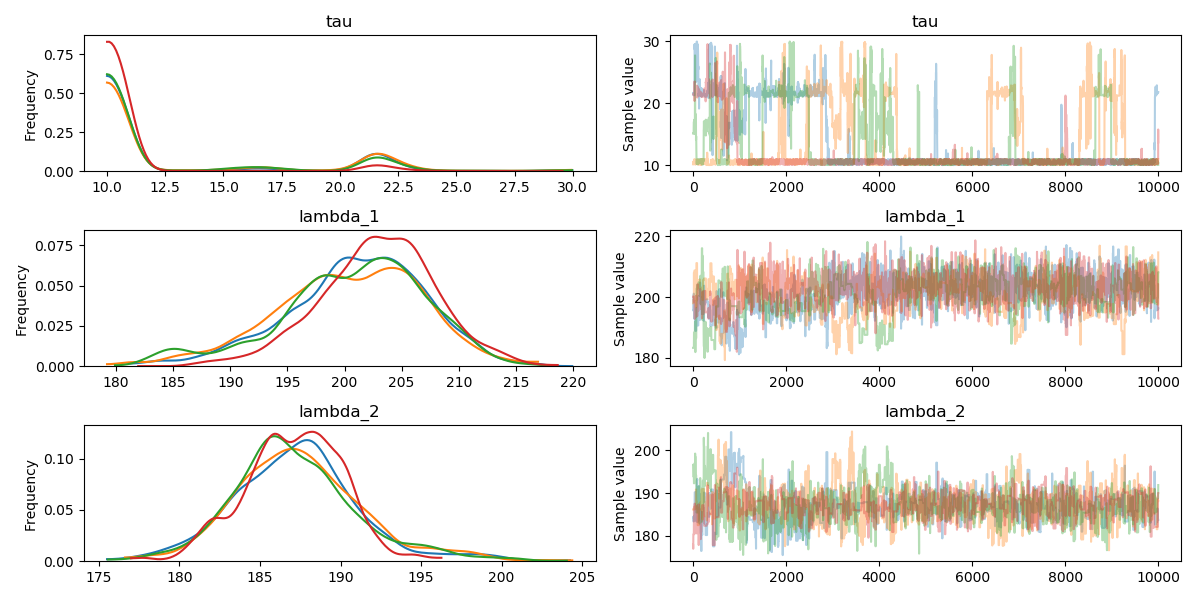 tau
Frequency
0.75
0.50
0.25
0.00
10.0 12.5 15.0 17.5 20.0 22.5 25.0 27.5 30.0
tau
Sample value
30
20
10
0 2000 4000 6000 8000 10000
lambda_1
Frequency
0.075
0.050
0.025
0.000
180 185 190 195 200 205 210 215 220
lambda_1
Sample value
220
200
180
0 2000 4000 6000 8000 10000
lambda_2
Frequency
0.10
0.05
0.00
175 180 185 190 195 200 205
lambda_2
Sample value
200
190
180
0 2000 4000 6000 8000 10000